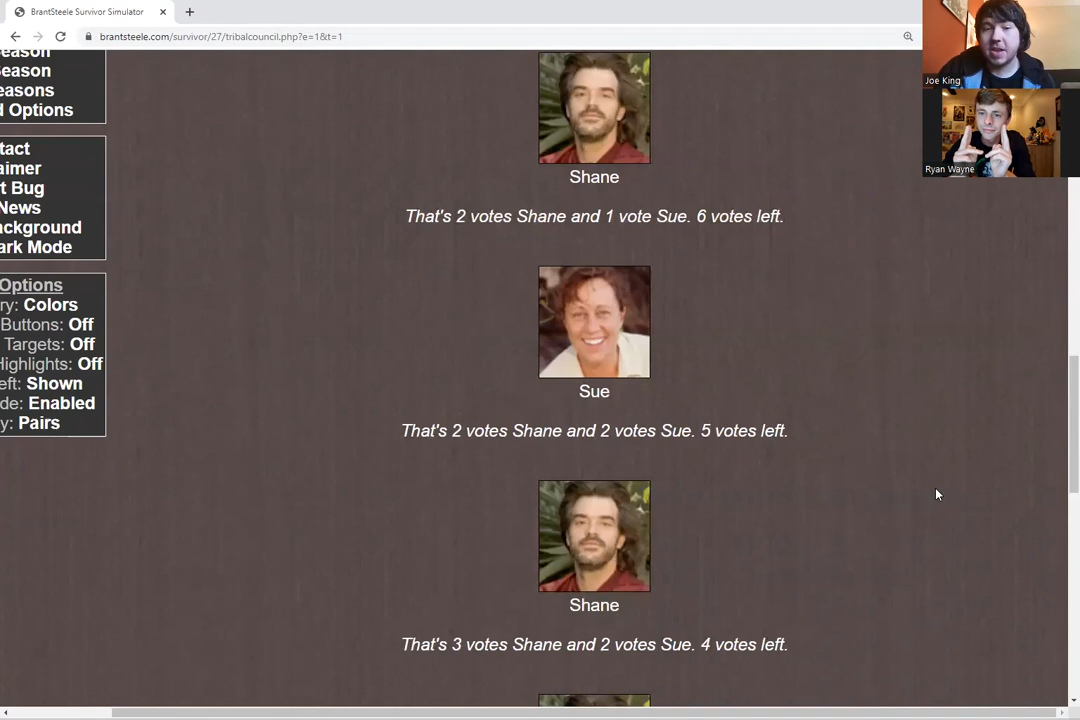 BrantSteele Survivor Simulator
brantsteele.com/survivor/27/tribalcouncil.php?e=1&t=1
Joe King
Ryan Wayne
eason
eason
easons
d Options
tact
aimer
t Bug
News
ackground
ark Mode
Options
ry: Colors
Buttons: Off
Targets: Off
Highlights: Off
eft: Shown
de: Enabled
y: Pairs
Shane
That's 2 votes Shane and 1 vote Sue. 6 votes left.
Sue
That's 2 votes Shane and 2 votes Sue. 5 votes left.
Shane
That's 3 votes Shane and 2 votes Sue. 4 votes left.